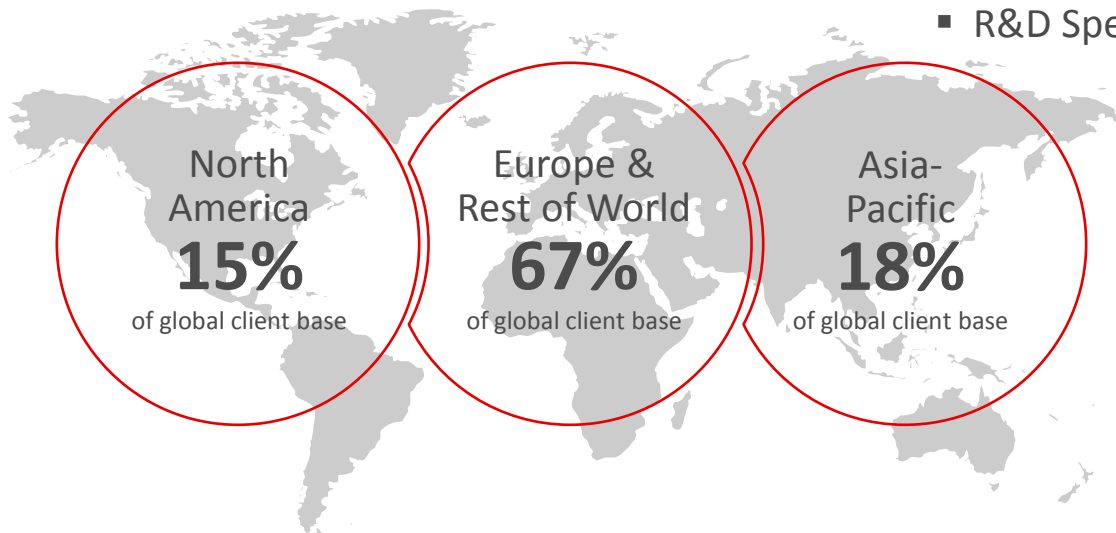 ▪ R&D Spe
North
America
15%
of global client base
Europe &
Rest of World
67%
of global client base
Asia-
Pacific
18%
of global client base